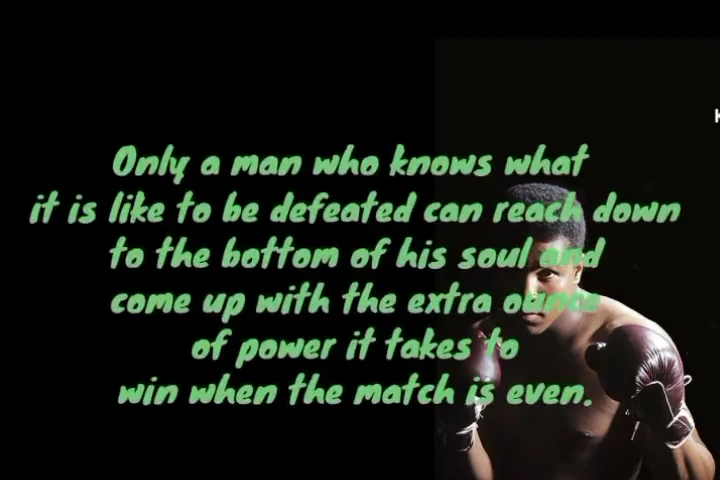 Only a man who knows what
it is like to be defeated can reach down
to the bottom of his soul and
come up with the extra ounce
of power it takes to
win when the match is even.
K